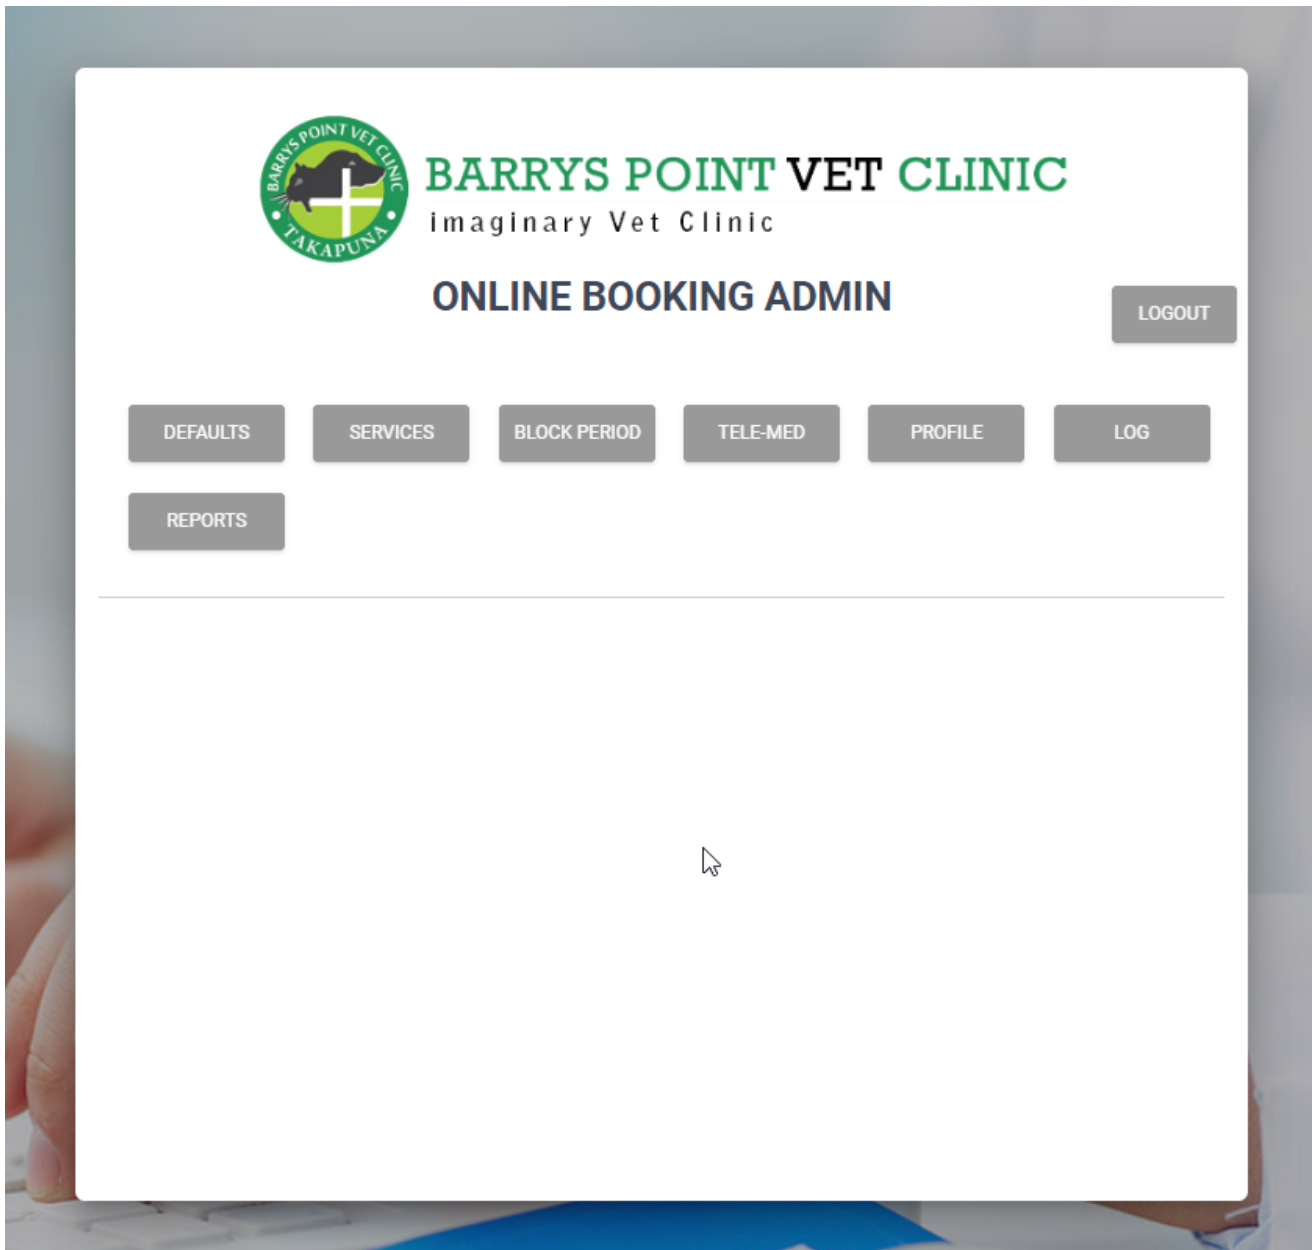 BARRYS POINT VET CLINIC
TAKAPUNA
BARRYS POINT VET CLINIC
imaginary Vet Clinic
ONLINE BOOKING ADMIN
LOGOUT
DEFAULTS SERVICES BLOCK PERIOD TELE-MED PROFILE LOG
REPORTS